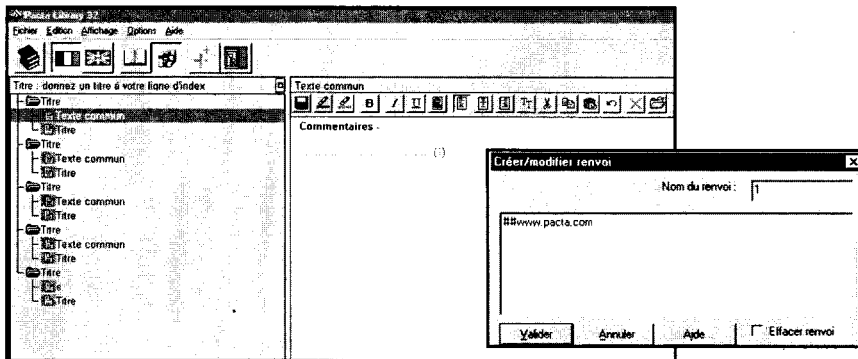 Pacta Library 32
Fichier Edition Affichage Options Aide
Titre : donnez un titre à votre ligne d'index
Titre
Texte commun
Titre
Titre
Texte commun
Titre
Titre
Texte commun
Titre
Titre
Texte commun
Titre
Titre
e
Titre
Texte commun
B I U
Commentaires -
(1)
Créer/modifier renvoi
Nom du renvoi :
1
##www.pacta.com
Valider Annuler Aide Effacer renvoi